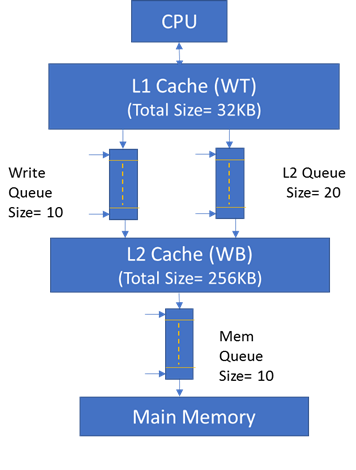 CPU
L1 Cache (WT)
(Total Size= 32KB)
Write
Queue
Size= 10
L2 Queue
Size= 20
L2 Cache (WB)
(Total Size= 256KB)
Mem
Queue
Size= 10
Main Memory